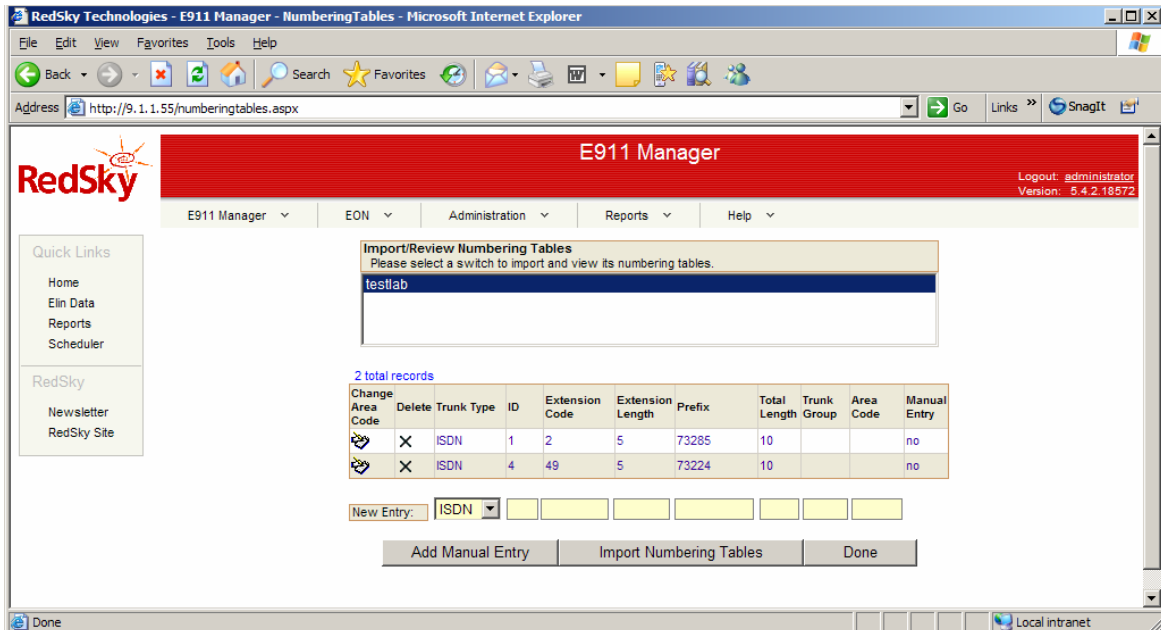 RedSky Technologies - E911 Manager - NumberingTables - Microsoft Internet Explorer
File Edit View Favorites Tools Help
Back Search Favorites
Address http://9.1.1.55/numberingtables.aspx Go Links » SnagIt
RedSky
E911 Manager
Logout: administrator
Version: 5.4.2.18572
E911 Manager EON Administration Reports Help
Quick Links
Home
Elin Data
Reports
Scheduler
RedSky
Newsletter
RedSky Site
Import/Review Numbering Tables
Please select a switch to import and view its numbering tables.
testlab
2 total records
Change Area Code Delete Trunk Type ID Extension Code Extension Length Prefix Total Length Trunk Group Area Code Manual Entry
ISDN 1 2 5 73285 10 no
ISDN 4 49 5 73224 10 no
New Entry: ISDN
Add Manual Entry Import Numbering Tables Done
Done Local intranet